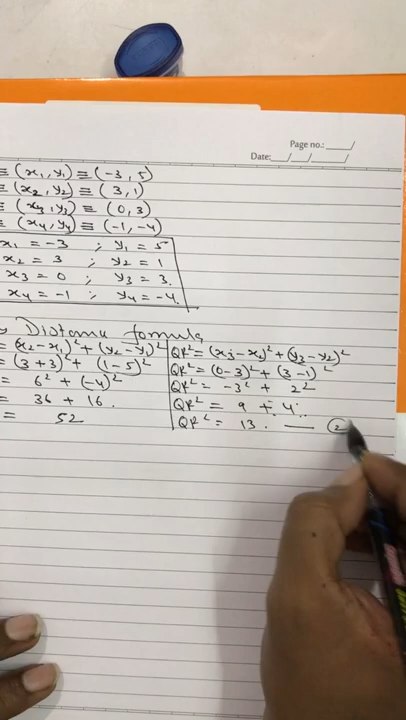 Page no.:
Date:
≡ (x₁, y₁) ≡ (-3, 5)
≡ (x₂, y₂) ≡ (3, 1)
≡ (x₃, y₃) ≡ (0, 3)
≡ (x₄, y₄) ≡ (-1, -4)
x₁ = -3 ; y₁ = 5
x₂ = 3 ; y₂ = 1
x₃ = 0 ; y₃ = 3.
x₄ = -1 ; y₄ = -4.
Distance formula
= (x₂-x₁)² + (y₂-y₁)²
= (3+3)² + (1-5)²
= 6² + (-4)²
= 36 + 16.
= 52
QR² = (x₃-x₂)² + (y₃-y₂)²
QR² = (0-3)² + (3-1)²
QR² = -3² + 2²
QR² = 9 + 4.
QR² = 13. — 2